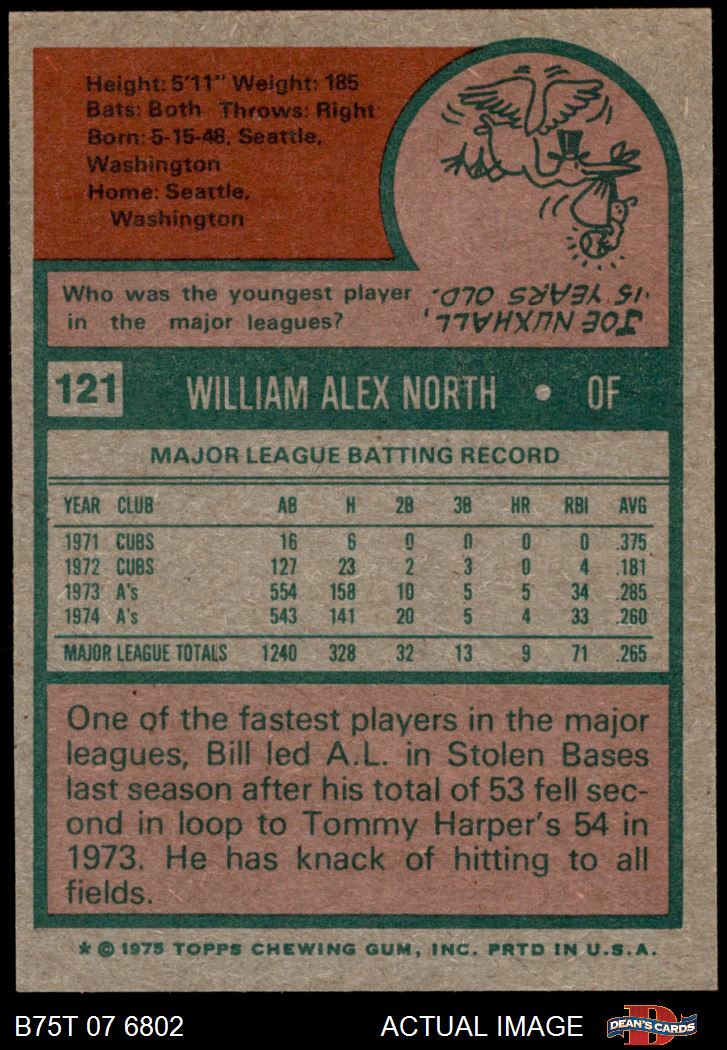 Height: 5'11" Weight: 185
Bats: Both Throws: Right
Born: 5-15-48, Seattle,
Washington
Home: Seattle,
Washington
Who was the youngest player
in the major leagues?
JOE NUXHALL,
15 YEARS OLD.
121 WILLIAM ALEX NORTH • OF
MAJOR LEAGUE BATTING RECORD
YEAR CLUB AB H 2B 3B HR RBI AVG
1971 CUBS 16 6 0 0 0 0 .375
1972 CUBS 127 23 2 3 0 4 .181
1973 A's 554 158 10 5 5 34 .285
1974 A's 543 141 20 5 4 33 .260
MAJOR LEAGUE TOTALS 1240 328 32 13 9 71 .265
One of the fastest players in the major
leagues, Bill led A.L. in Stolen Bases
last season after his total of 53 fell sec-
ond in loop to Tommy Harper's 54 in
1973. He has knack of hitting to all
fields.
* © 1975 TOPPS CHEWING GUM, INC. PRTD IN U.S.A.
B75T 07 6802 ACTUAL IMAGE D DEAN'S CARDS